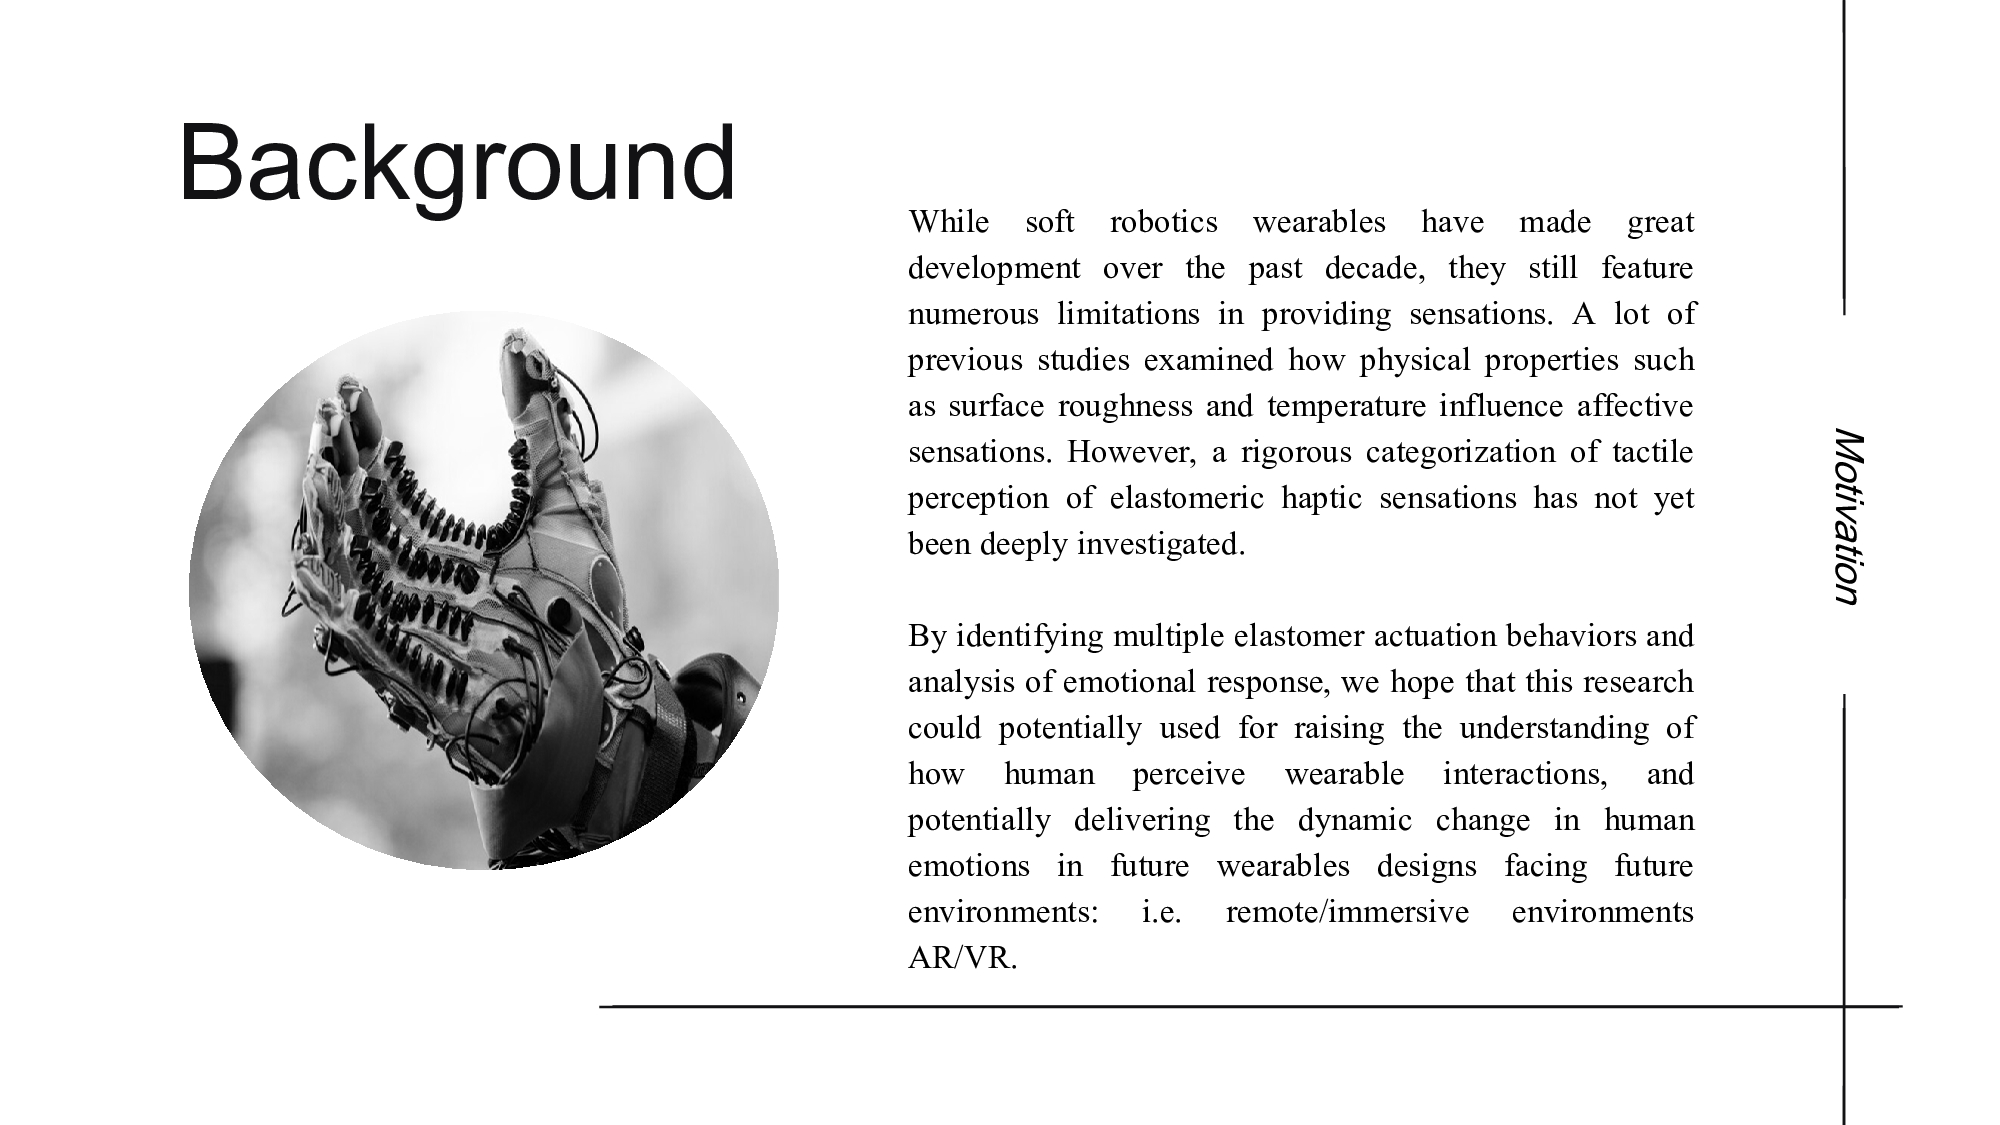 Background
While soft robotics wearables have made great
development over the past decade, they still feature
numerous limitations in providing sensations. A lot of
previous studies examined how physical properties such
as surface roughness and temperature influence affective
sensations. However, a rigorous categorization of tactile
perception of elastomeric haptic sensations has not yet
been deeply investigated.
By identifying multiple elastomer actuation behaviors and
analysis of emotional response, we hope that this research
could potentially used for raising the understanding of
how human perceive wearable interactions, and
potentially delivering the dynamic change in human
emotions in future wearables designs facing future
environments: i.e. remote/immersive environments
AR/VR.
Motivation